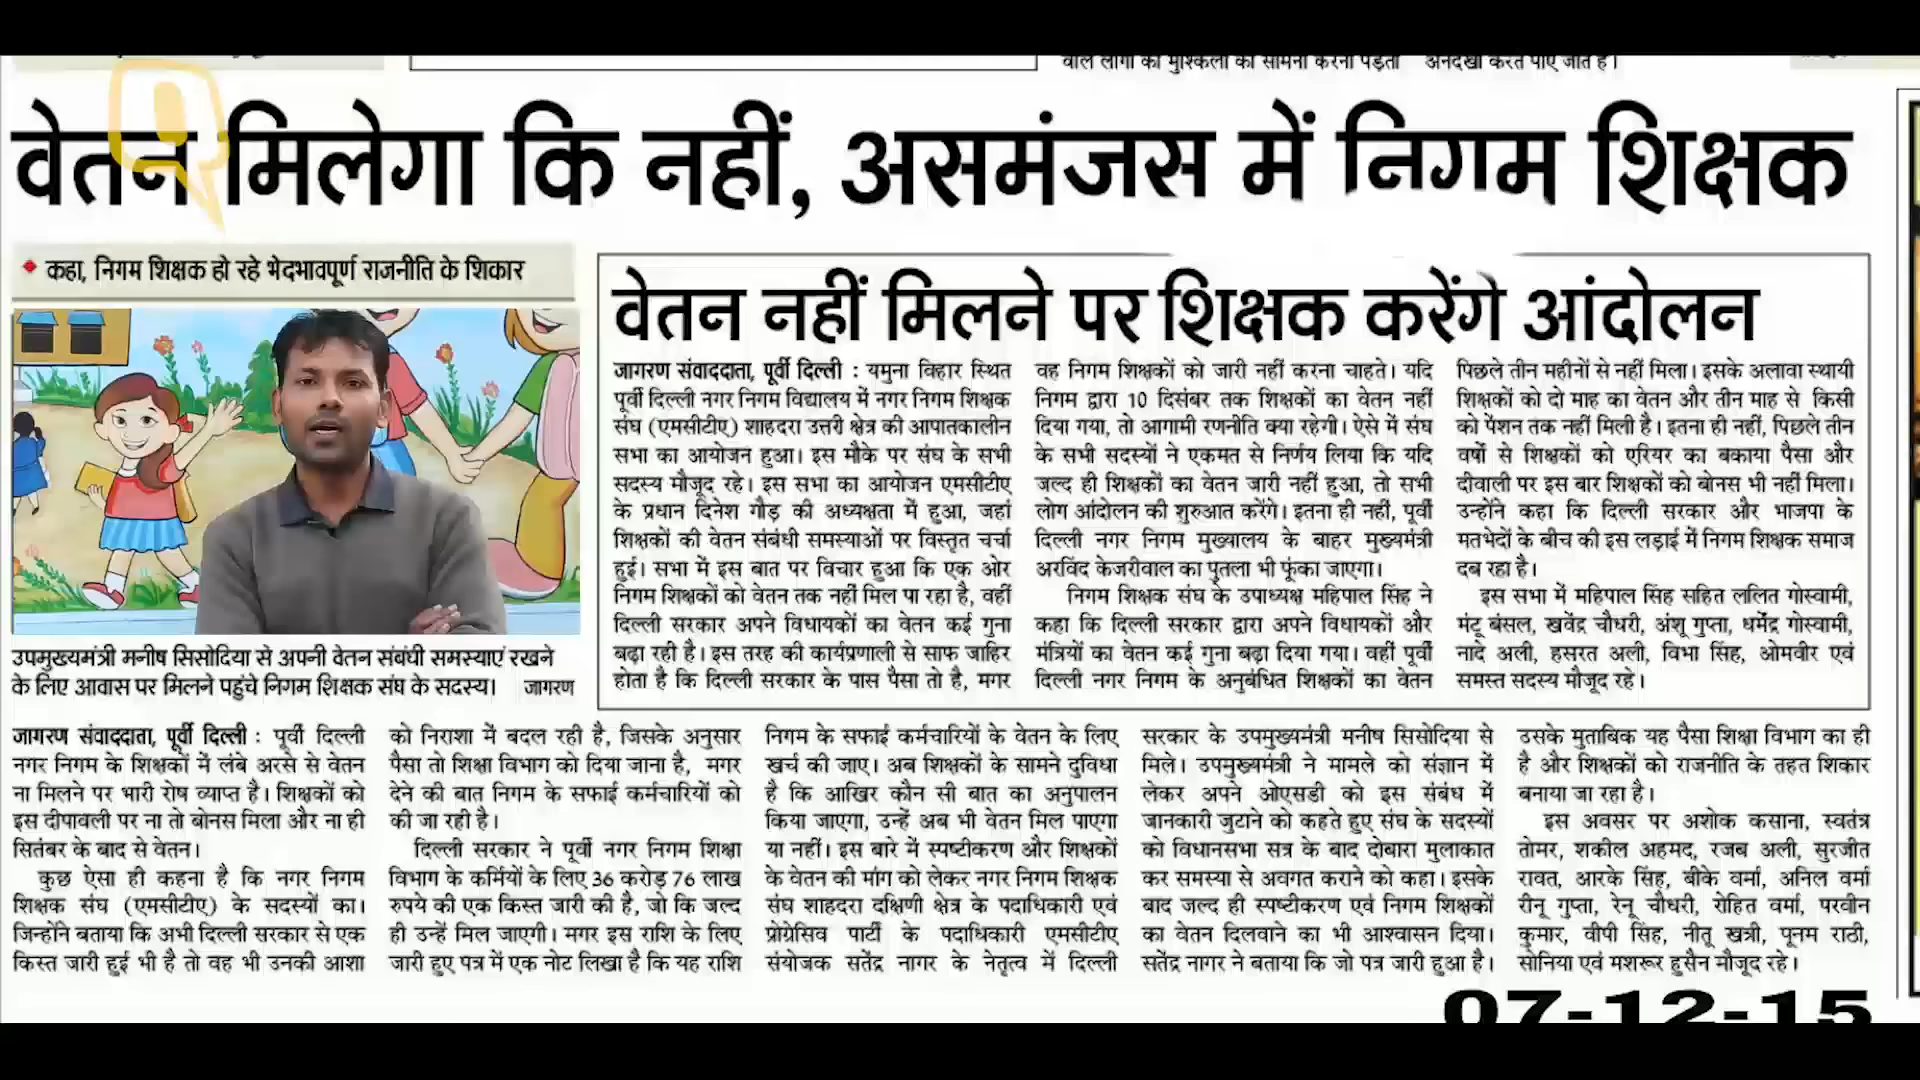 वाले लोगों को मुश्किलों का सामना करना पड़ता
अनदेखी करते पाए जाते हैं।
वेतन मिलेगा कि नहीं, असमंजस में निगम शिक्षक
कहा, निगम शिक्षक हो रहे भेदभावपूर्ण राजनीति के शिकार
उपमुख्यमंत्री मनीष सिसोदिया से अपनी वेतन संबंधी समस्याएं रखने
के लिए आवास पर मिलने पहुंचे निगम शिक्षक संघ के सदस्य। जागरण
वेतन नहीं मिलने पर शिक्षक करेंगे आंदोलन
जागरण संवाददाता, पूर्वी दिल्ली : यमुना विहार स्थित
पूर्वी दिल्ली नगर निगम विद्यालय में नगर निगम शिक्षक
संघ (एमसीटीए) शाहदरा उत्तरी क्षेत्र की आपातकालीन
सभा का आयोजन हुआ। इस मौके पर संघ के सभी
सदस्य मौजूद रहे। इस सभा का आयोजन एमसीटीए
के प्रधान दिनेश गौड़ की अध्यक्षता में हुआ, जहां
शिक्षकों की वेतन संबंधी समस्याओं पर विस्तृत चर्चा
हुई। सभा में इस बात पर विचार हुआ कि एक ओर
निगम शिक्षकों को वेतन तक नहीं मिल पा रहा है, वहीं
दिल्ली सरकार अपने विधायकों का वेतन कई गुना
बढ़ा रही है। इस तरह की कार्यप्रणाली से साफ जाहिर
होता है कि दिल्ली सरकार के पास पैसा तो है, मगर
वह निगम शिक्षकों को जारी नहीं करना चाहते। यदि
निगम द्वारा 10 दिसंबर तक शिक्षकों का वेतन नहीं
दिया गया, तो आगामी रणनीति क्या रहेगी। ऐसे में संघ
के सभी सदस्यों ने एकमत से निर्णय लिया कि यदि
जल्द ही शिक्षकों का वेतन जारी नहीं हुआ, तो सभी
लोग आंदोलन की शुरुआत करेंगे। इतना ही नहीं, पूर्वी
दिल्ली नगर निगम मुख्यालय के बाहर मुख्यमंत्री
अरविंद केजरीवाल का पुतला भी फूंका जाएगा।
निगम शिक्षक संघ के उपाध्यक्ष महिपाल सिंह ने
कहा कि दिल्ली सरकार द्वारा अपने विधायकों और
मंत्रियों का वेतन कई गुना बढ़ा दिया गया। वहीं पूर्वी
दिल्ली नगर निगम के अनुबंधित शिक्षकों का वेतन
पिछले तीन महीनों से नहीं मिला। इसके अलावा स्थायी
शिक्षकों को दो माह का वेतन और तीन माह से किसी
को पेंशन तक नहीं मिली है। इतना ही नहीं, पिछले तीन
वर्षों से शिक्षकों को एरियर का बकाया पैसा और
दीवाली पर इस बार शिक्षकों को बोनस भी नहीं मिला।
उन्होंने कहा कि दिल्ली सरकार और भाजपा के
मतभेदों के बीच की इस लड़ाई में निगम शिक्षक समाज
दब रहा है।
इस सभा में महिपाल सिंह सहित ललित गोस्वामी,
मंटू बंसल, खवेंद्र चौधरी, अंशू गुप्ता, धर्मेंद्र गोस्वामी,
नादे अली, हसरत अली, विभा सिंह, ओमवीर एवं
समस्त सदस्य मौजूद रहे।
जागरण संवाददाता, पूर्वी दिल्ली : पूर्वी दिल्ली
नगर निगम के शिक्षकों में लंबे अरसे से वेतन
ना मिलने पर भारी रोष व्याप्त है। शिक्षकों को
इस दीपावली पर ना तो बोनस मिला और ना ही
सितंबर के बाद से वेतन।
कुछ ऐसा ही कहना है कि नगर निगम
शिक्षक संघ (एमसीटीए) के सदस्यों का।
जिन्होंने बताया कि अभी दिल्ली सरकार से एक
किस्त जारी हुई भी है तो वह भी उनकी आशा
को निराशा में बदल रही है, जिसके अनुसार
पैसा तो शिक्षा विभाग को दिया जाना है, मगर
देने की बात निगम के सफाई कर्मचारियों को
की जा रही है।
दिल्ली सरकार ने पूर्वी नगर निगम शिक्षा
विभाग के कर्मियों के लिए 36 करोड़ 76 लाख
रुपये की एक किस्त जारी की है, जो कि जल्द
ही उन्हें मिल जाएगी। मगर इस राशि के लिए
जारी हुए पत्र में एक नोट लिखा है कि यह राशि
निगम के सफाई कर्मचारियों के वेतन के लिए
खर्च की जाए। अब शिक्षकों के सामने दुविधा
है कि आखिर कौन सी बात का अनुपालन
किया जाएगा, उन्हें अब भी वेतन मिल पाएगा
या नहीं। इस बारे में स्पष्टीकरण और शिक्षकों
के वेतन की मांग को लेकर नगर निगम शिक्षक
संघ शाहदरा दक्षिणी क्षेत्र के पदाधिकारी एवं
प्रोग्रेसिव पार्टी के पदाधिकारी एमसीटीए
संयोजक सतेंद्र नागर के नेतृत्व में दिल्ली
सरकार के उपमुख्यमंत्री मनीष सिसोदिया से
मिले। उपमुख्यमंत्री ने मामले को संज्ञान में
लेकर अपने ओएसडी को इस संबंध में
जानकारी जुटाने को कहते हुए संघ के सदस्यों
को विधानसभा सत्र के बाद दोबारा मुलाकात
कर समस्या से अवगत कराने को कहा। इसके
बाद जल्द ही स्पष्टीकरण एवं निगम शिक्षकों
का वेतन दिलवाने का भी आश्वासन दिया।
सतेंद्र नागर ने बताया कि जो पत्र जारी हुआ है।
उसके मुताबिक यह पैसा शिक्षा विभाग का ही
है और शिक्षकों को राजनीति के तहत शिकार
बनाया जा रहा है।
इस अवसर पर अशोक कसाना, स्वतंत्र
तोमर, शकील अहमद, रजब अली, सुरजीत
रावत, आरके सिंह, बीके वर्मा, अनिल वर्मा
रीनू गुप्ता, रेनू चौधरी, रोहित वर्मा, परवीन
कुमार, वीपी सिंह, नीतू खत्री, पूनम राठी,
सोनिया एवं मशरूर हुसैन मौजूद रहे।
07-12-15